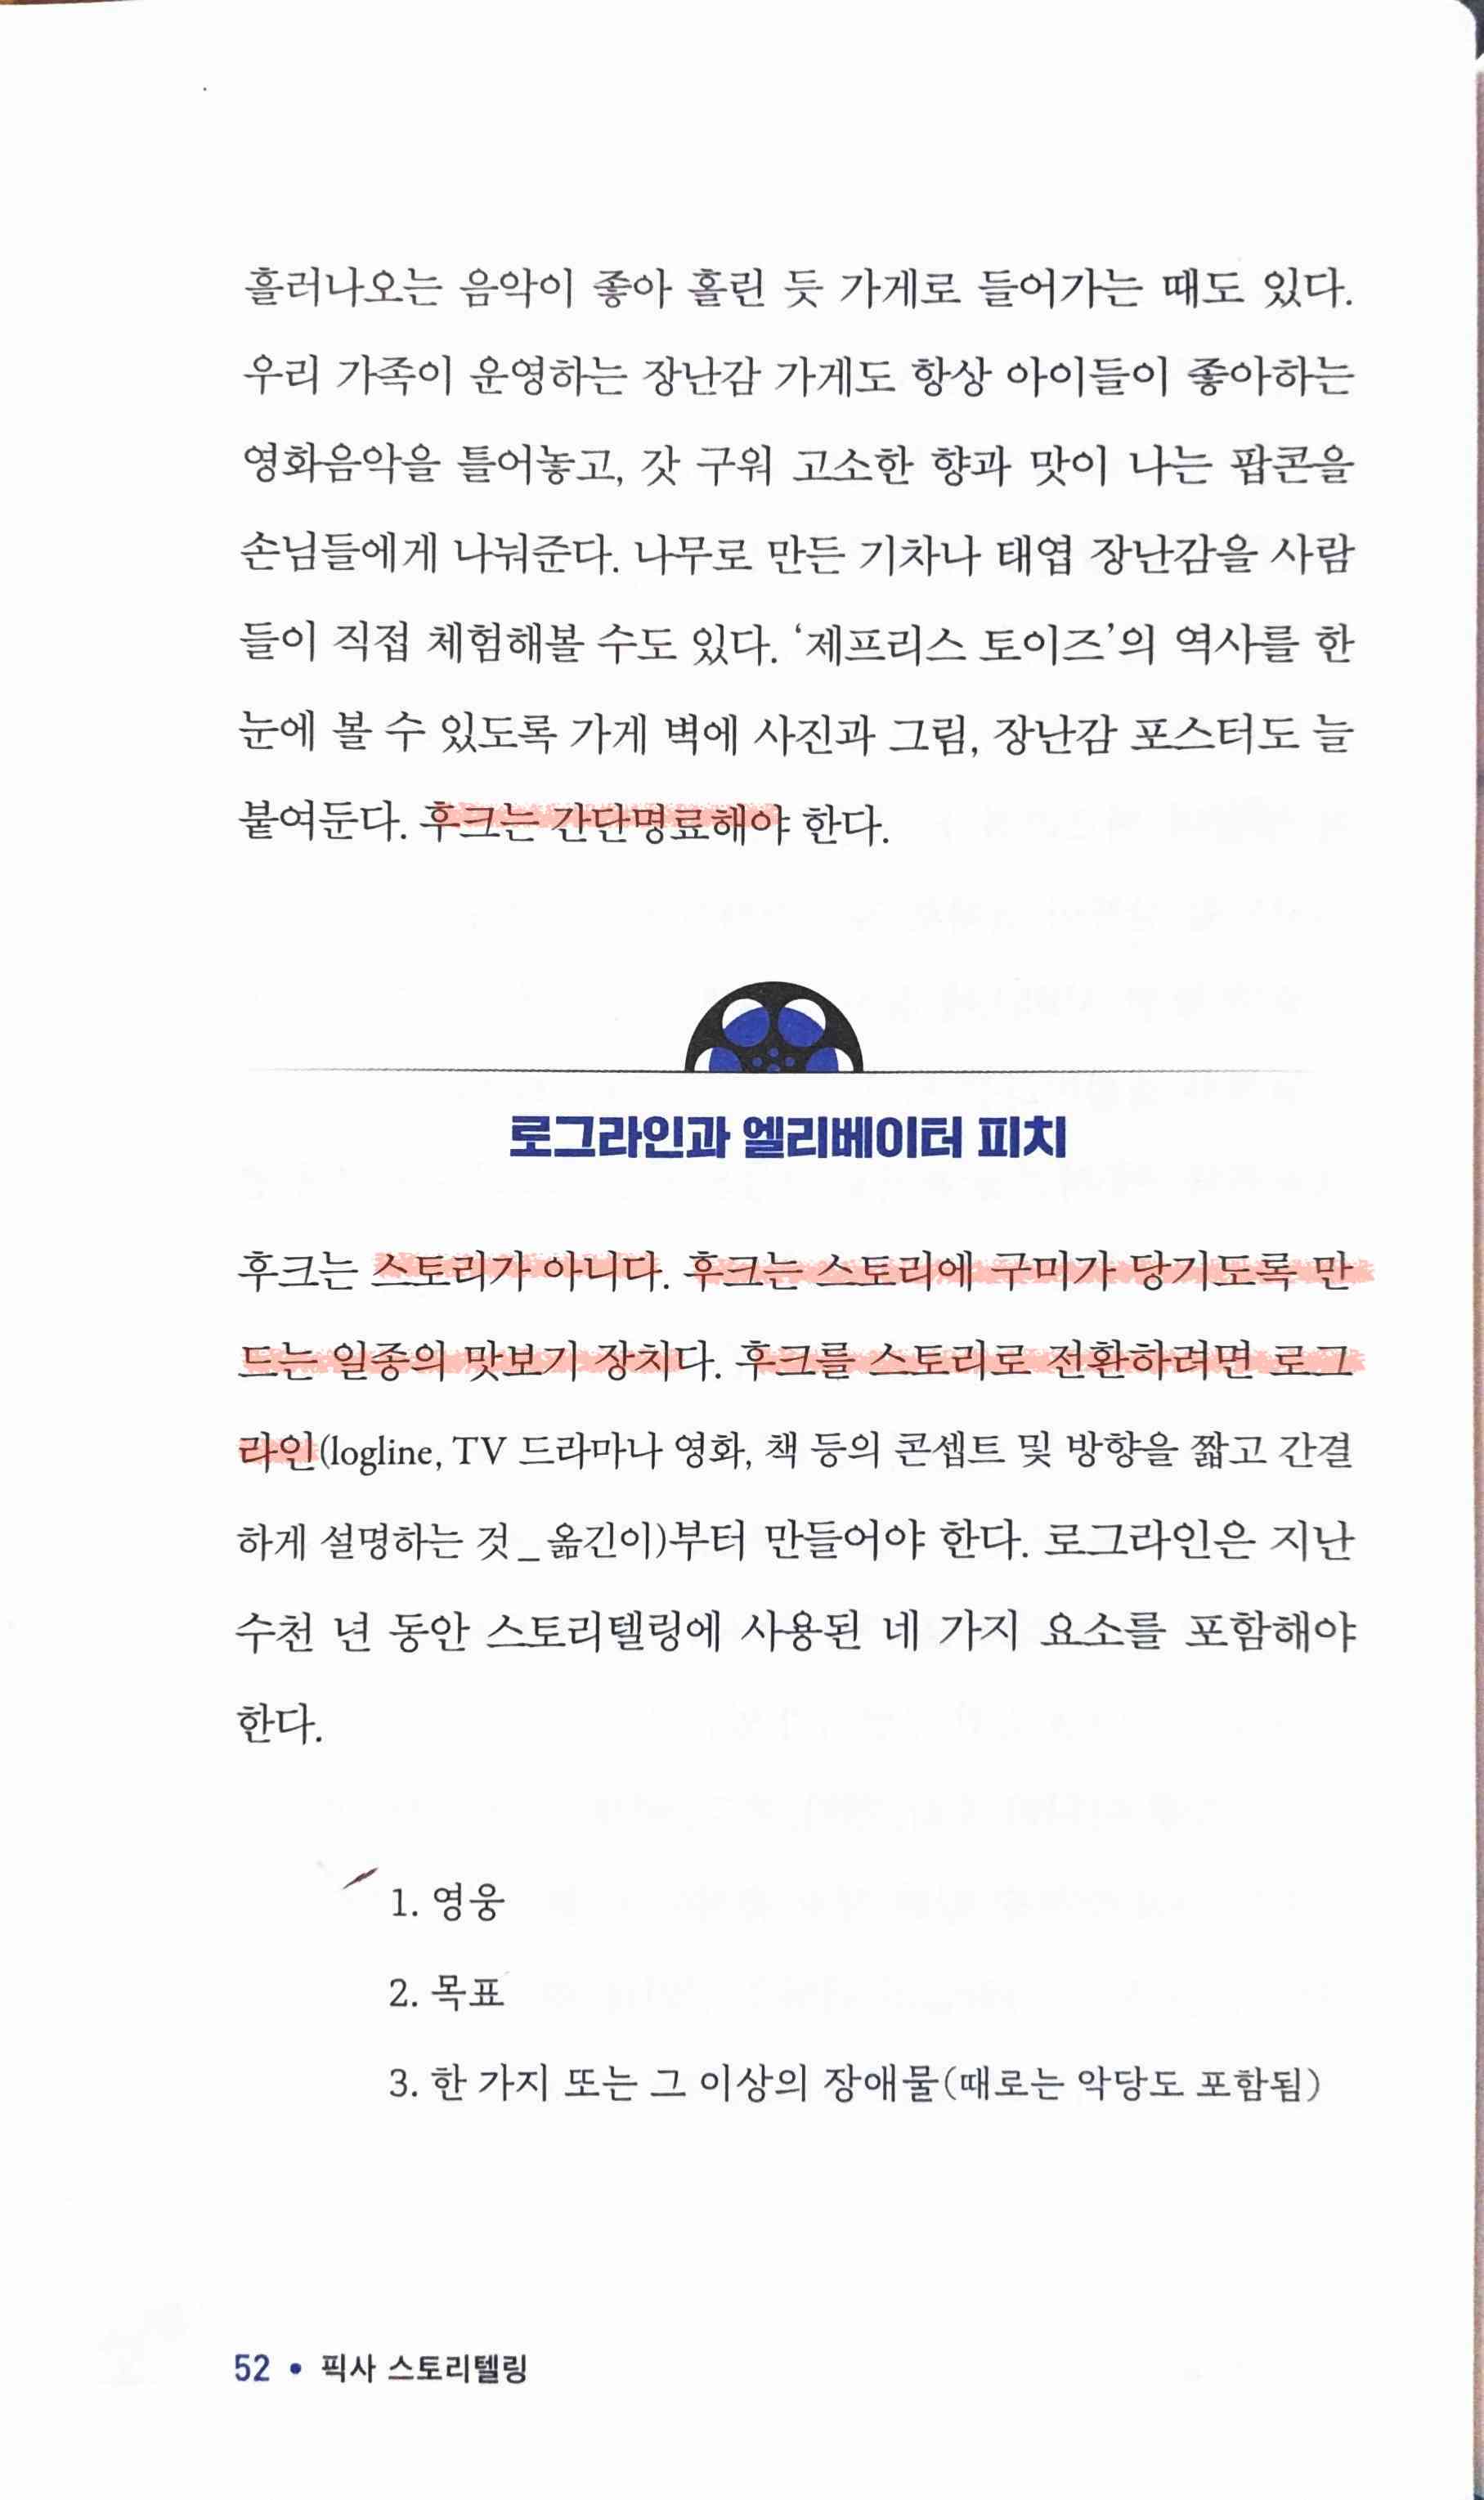 흘러나오는 음악이 좋아 홀린 듯 가게로 들어가는 때도 있다.
우리 가족이 운영하는 장난감 가게도 항상 아이들이 좋아하는
영화음악을 틀어놓고, 갓 구워 고소한 향과 맛이 나는 팝콘을
손님들에게 나눠준다. 나무로 만든 기차나 태엽 장난감을 사람
들이 직접 체험해볼 수도 있다. ‘제프리스 토이즈’의 역사를 한
눈에 볼 수 있도록 가게 벽에 사진과 그림, 장난감 포스터도 늘
붙여둔다. 후크는 간단명료해야 한다.
로그라인과 엘리베이터 피치
후크는 스토리가 아니다. 후크는 스토리에 구미가 당기도록 만
드는 일종의 맛보기 장치다. 후크를 스토리로 전환하려면 로그
라인(logline, TV 드라마나 영화, 책 등의 콘셉트 및 방향을 짧고 간결
하게 설명하는 것_옮긴이)부터 만들어야 한다. 로그라인은 지난
수천 년 동안 스토리텔링에 사용된 네 가지 요소를 포함해야
한다.
1. 영웅
2. 목표
3. 한 가지 또는 그 이상의 장애물(때로는 악당도 포함됨)
52 • 픽사 스토리텔링